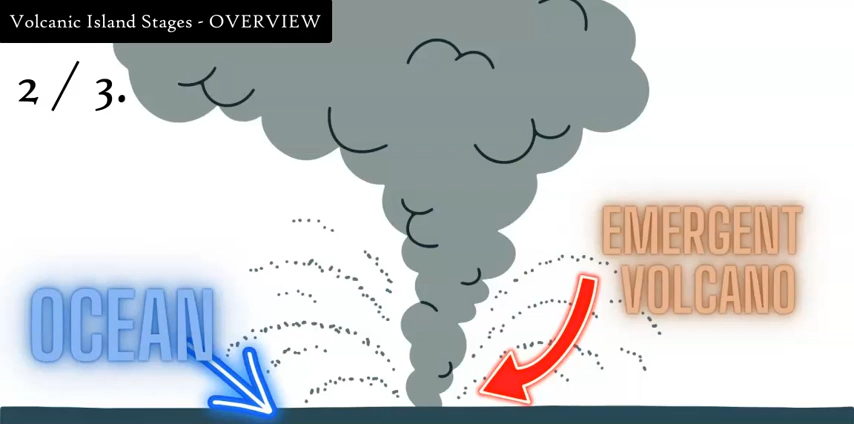 Volcanic Island Stages - OVERVIEW
2 / 3.
EMERGENT
VOLCANO
OCEAN